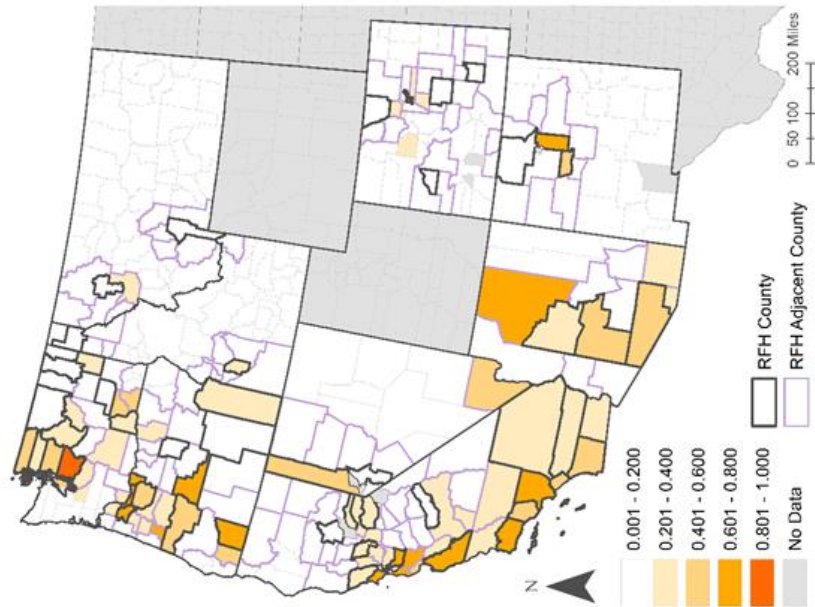 N
0.001 - 0.200
0.201 - 0.400
0.401 - 0.600
0.601 - 0.800
0.801 - 1.000
No Data
RFH County
RFH Adjacent County
0 50 100 200 Miles